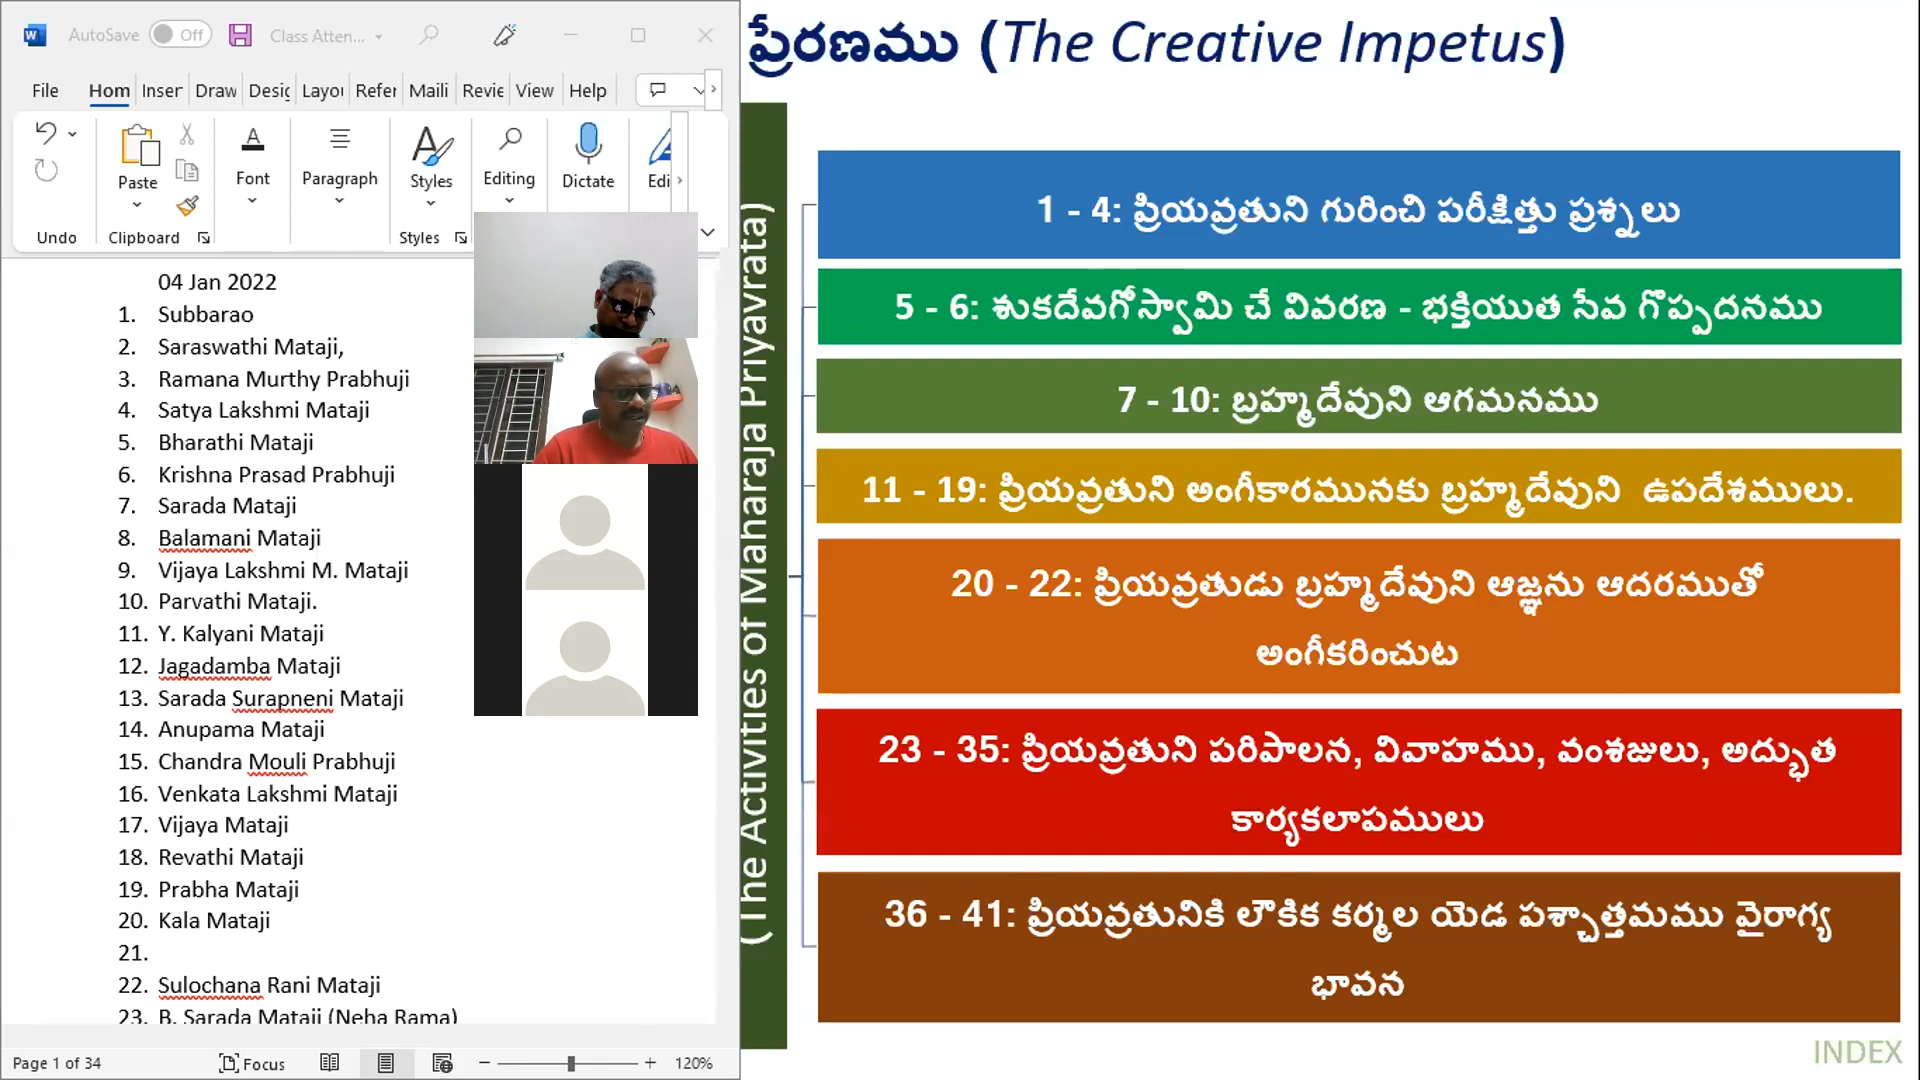 AutoSave Off Class Atten...
File Hom Inser Draw Desig Layou Refer Maili Revie View Help
Paste Font Paragraph Styles Editing Dictate Edi
Undo Clipboard Styles
04 Jan 2022
1. Subbarao
2. Saraswathi Mataji,
3. Ramana Murthy Prabhuji
4. Satya Lakshmi Mataji
5. Bharathi Mataji
6. Krishna Prasad Prabhuji
7. Sarada Mataji
8. Balamani Mataji
9. Vijaya Lakshmi M. Mataji
10. Parvathi Mataji.
11. Y. Kalyani Mataji
12. Jagadamba Mataji
13. Sarada Surapneni Mataji
14. Anupama Mataji
15. Chandra Mouli Prabhuji
16. Venkata Lakshmi Mataji
17. Vijaya Mataji
18. Revathi Mataji
19. Prabha Mataji
20. Kala Mataji
21.
22. Sulochana Rani Mataji
23. B. Sarada Mataji (Neha Rama)
Page 1 of 34 Focus 120%
ప్రేరణము (The Creative Impetus)
(The Activities of Maharaja Priyavrata)
1 - 4: ప్రియవ్రతుని గురించి పరీక్షిత్తు ప్రశ్నలు
5 - 6: శుకదేవగోస్వామి చే వివరణ - భక్తియుత సేవ గొప్పదనము
7 - 10: బ్రహ్మదేవుని ఆగమనము
11 - 19: ప్రియవ్రతుని అంగీకారమునకు బ్రహ్మదేవుని ఉపదేశములు.
20 - 22: ప్రియవ్రతుడు బ్రహ్మదేవుని ఆజ్ఞను ఆదరముతో
అంగీకరించుట
23 - 35: ప్రియవ్రతుని పరిపాలన, వివాహము, వంశజులు, అద్భుత
కార్యకలాపములు
36 - 41: ప్రియవ్రతునికి లౌకిక కర్మల యెడ పశ్చాత్తమము వైరాగ్య
భావన
INDEX